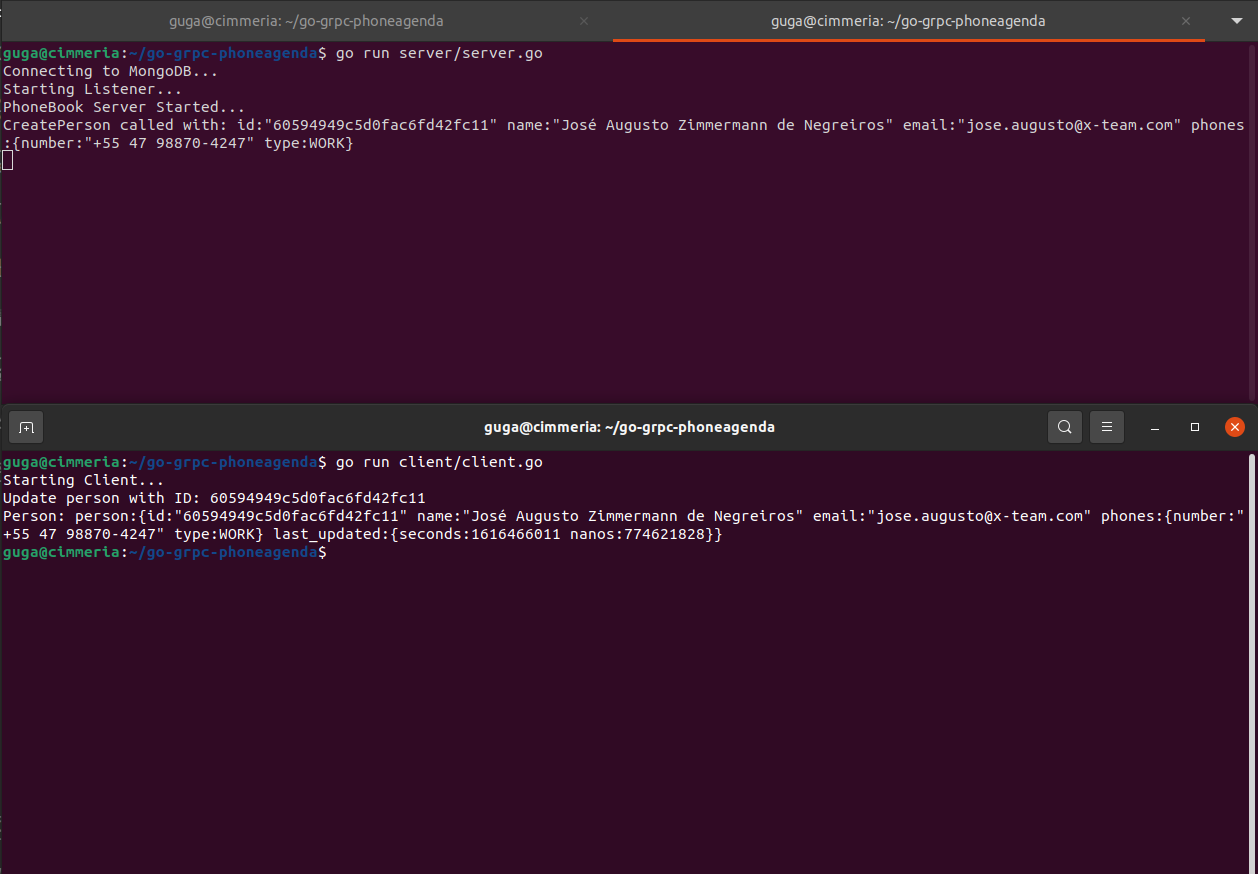 guga@cimmeria: ~/go-grpc-phoneagenda
guga@cimmeria: ~/go-grpc-phoneagenda
guga@cimmeria:~/go-grpc-phoneagenda$ go run server/server.go
Connecting to MongoDB...
Starting Listener...
PhoneBook Server Started...
CreatePerson called with: id:"60594949c5d0fac6fd42fc11" name:"José Augusto Zimmermann de Negreiros" email:"jose.augusto@x-team.com" phones
:{number:"+55 47 98870-4247" type:WORK}
guga@cimmeria: ~/go-grpc-phoneagenda
guga@cimmeria:~/go-grpc-phoneagenda$ go run client/client.go
Starting Client...
Update person with ID: 60594949c5d0fac6fd42fc11
Person: person:{id:"60594949c5d0fac6fd42fc11" name:"José Augusto Zimmermann de Negreiros" email:"jose.augusto@x-team.com" phones:{number:"
+55 47 98870-4247" type:WORK} last_updated:{seconds:1616466011 nanos:774621828}}
guga@cimmeria:~/go-grpc-phoneagenda$